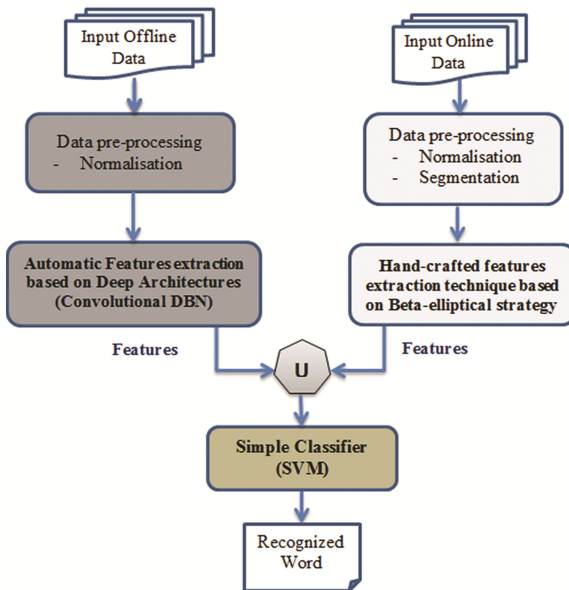 Input Offline
Data
Input Online
Data
Data pre-processing
- Normalisation
Data pre-processing
- Normalisation
- Segmentation
Automatic Features extraction
based on Deep Architectures
(Convolutional DBN)
Hand-crafted features
extraction technique based
on Beta-elliptical strategy
Features
Features
U
Simple Classifier
(SVM)
Recognized
Word